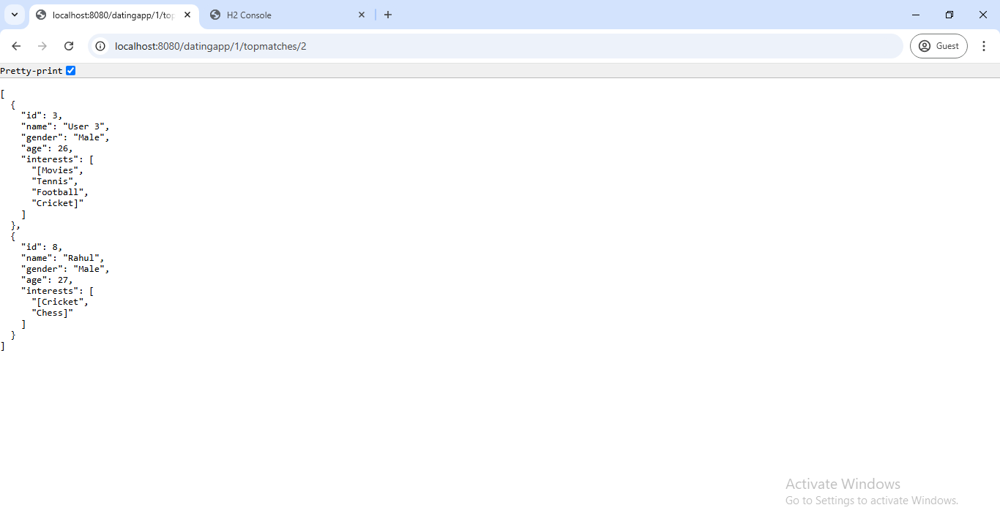 localhost:8080/datingapp/1/top
H2 Console
localhost:8080/datingapp/1/topmatches/2
Guest
Pretty-print
[
  {
    "id": 3,
    "name": "User 3",
    "gender": "Male",
    "age": 26,
    "interests": [
      "[Movies",
      "Tennis",
      "Football",
      "Cricket]"
    ]
  },
  {
    "id": 8,
    "name": "Rahul",
    "gender": "Male",
    "age": 27,
    "interests": [
      "[Cricket",
      "Chess]"
    ]
  }
]
Activate Windows
Go to Settings to activate Windows.